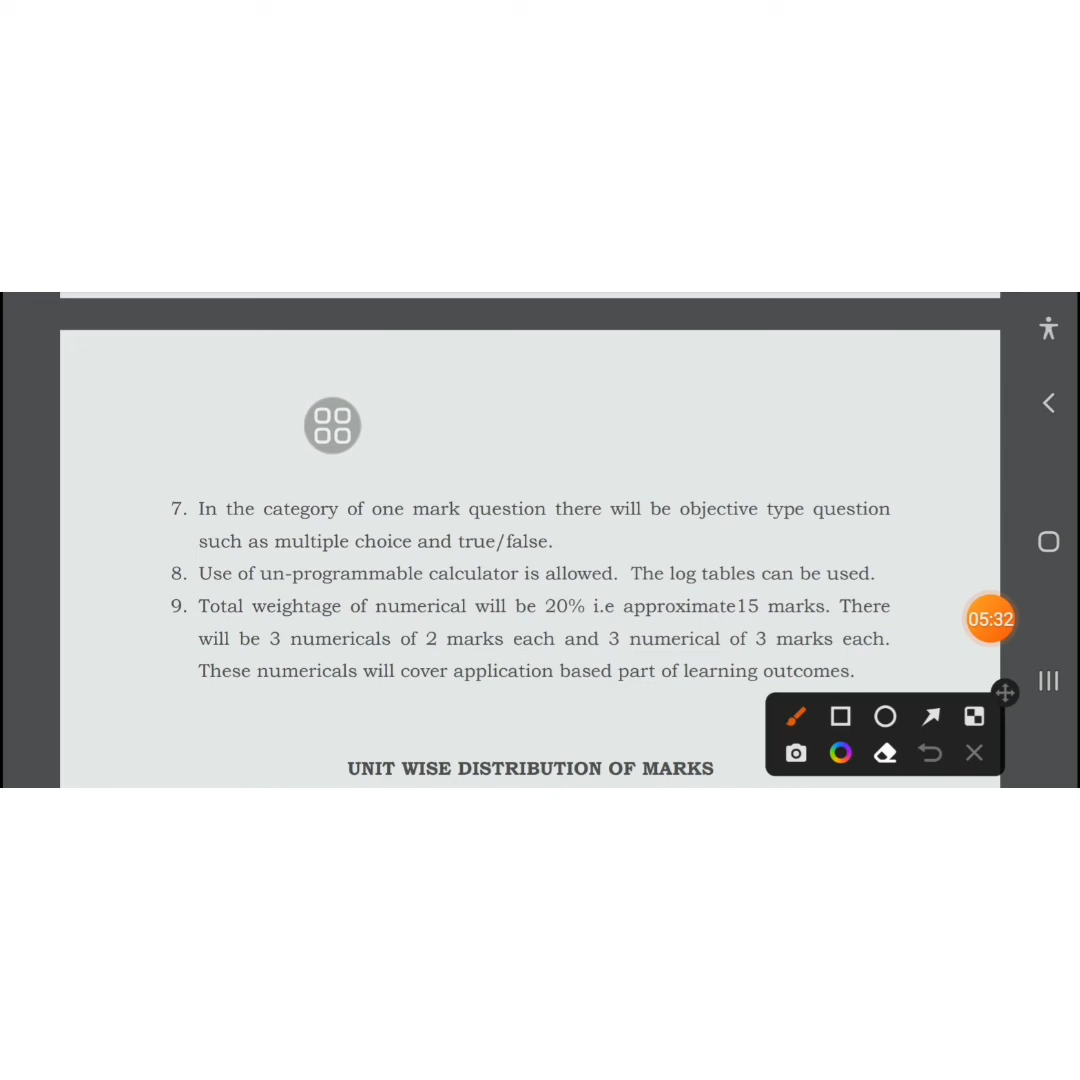 7. In the category of one mark question there will be objective type question
such as multiple choice and true/false.
8. Use of un-programmable calculator is allowed. The log tables can be used.
9. Total weightage of numerical will be 20% i.e approximate15 marks. There
will be 3 numericals of 2 marks each and 3 numerical of 3 marks each.
These numericals will cover application based part of learning outcomes.
05:32
UNIT WISE DISTRIBUTION OF MARKS